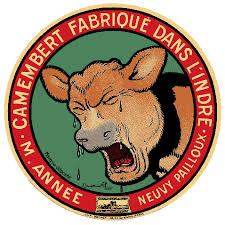 CAMEMBERT FABRIQUÉ DANS L'INDRE
M. ANNÉE
NEUVY PAILLOUX.